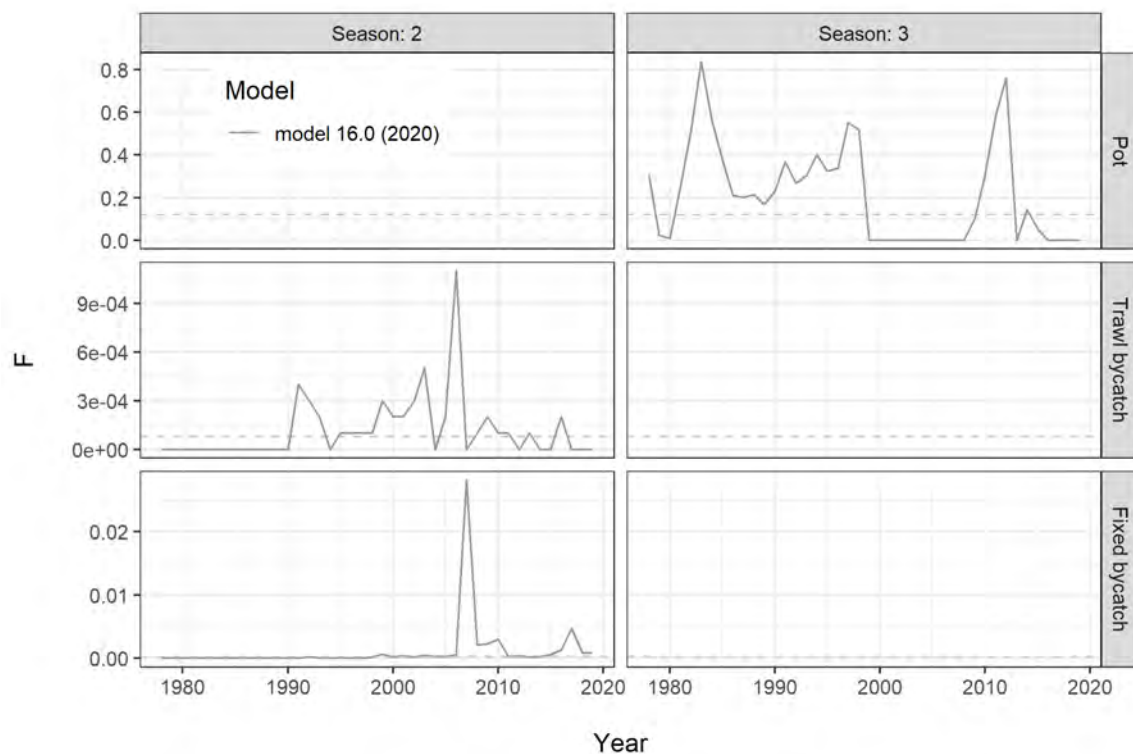 Season: 2
Season: 3
0.8
0.6
0.4
0.2
0.0
Model
model 16.0 (2020)
Pot
9e-04
6e-04
3e-04
0e+00
Trawl bycatch
F
0.02
0.01
0.00
Fixed bycatch
1980 1990 2000 2010 2020 1980 1990 2000 2010 2020
Year